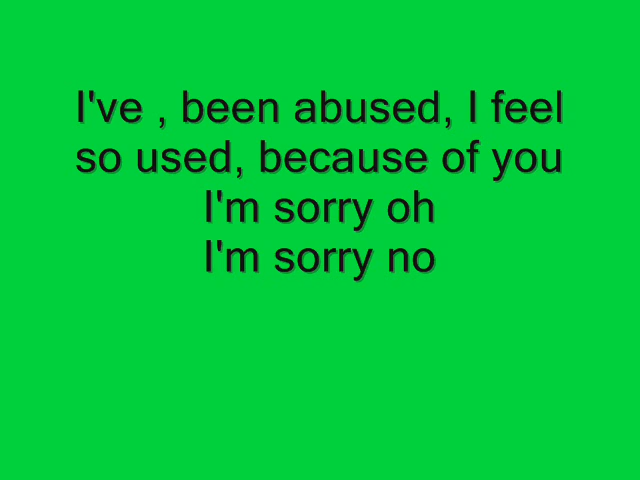 I've , been abused, I feel
so used, because of you
I'm sorry oh
I'm sorry no